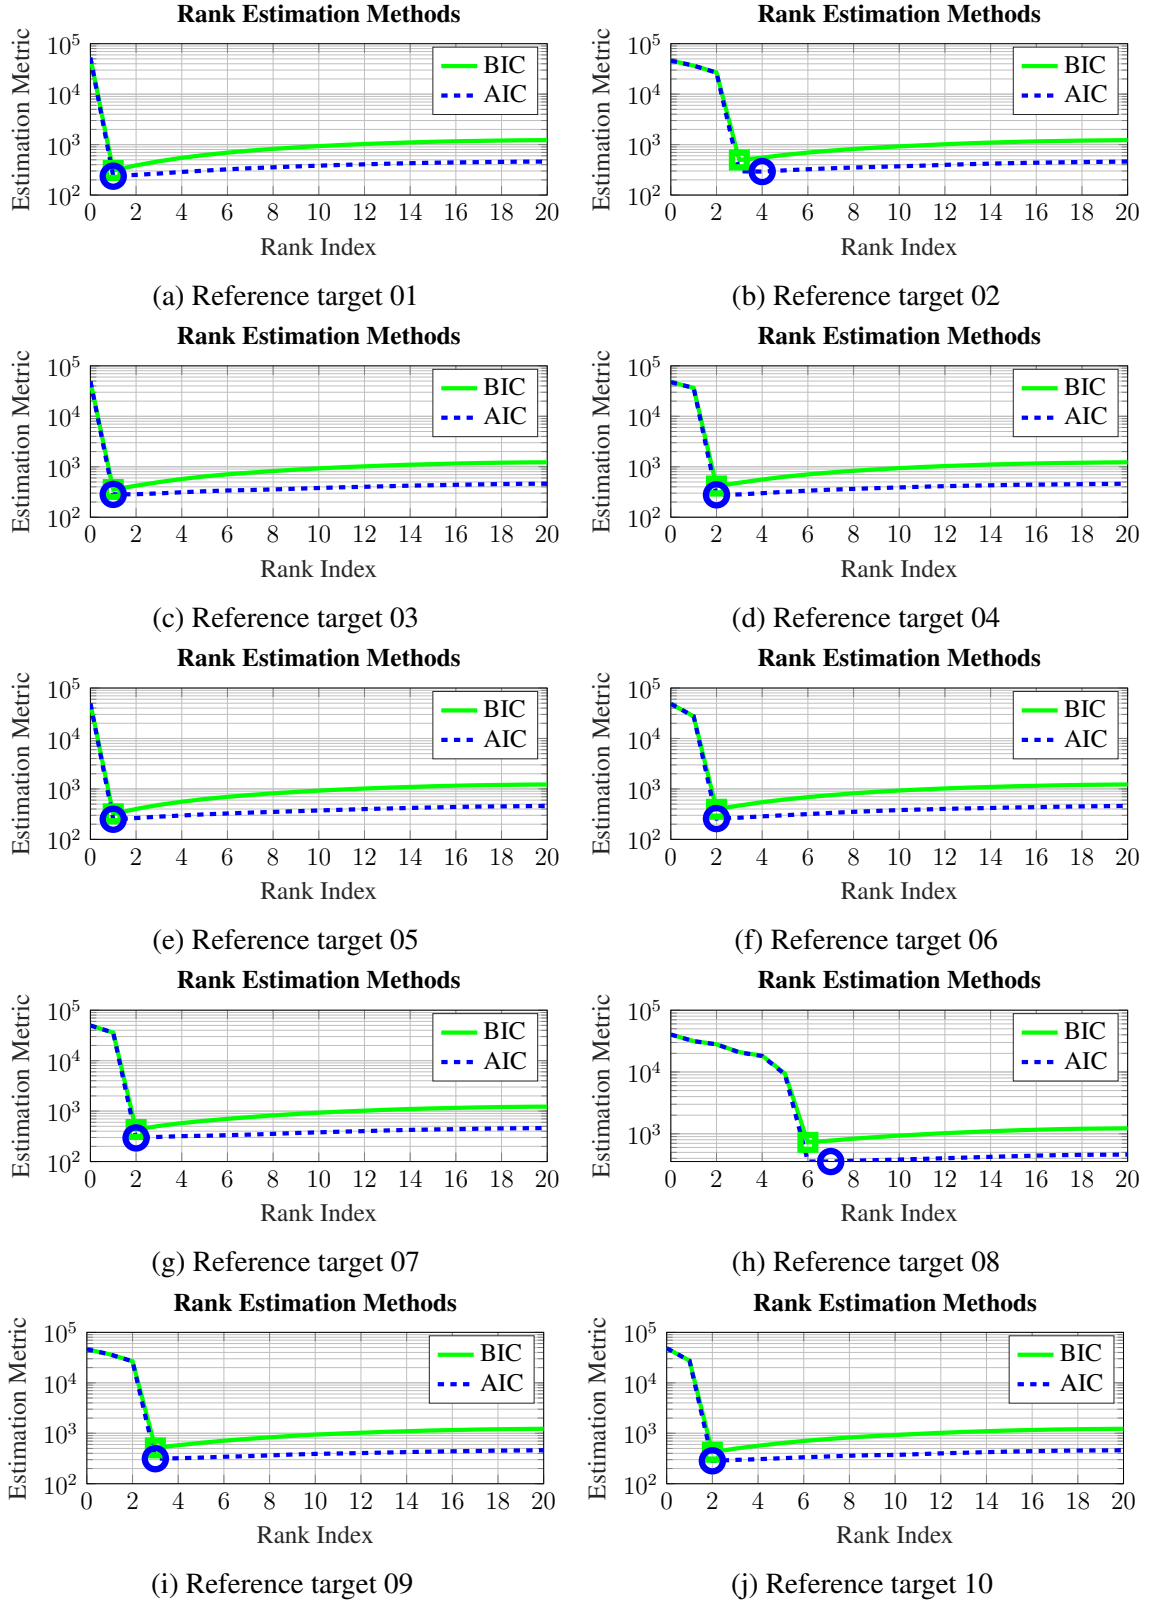 Rank Estimation Methods
Estimation Metric
10^5
10^4
10^3
10^2
BIC
AIC
0 2 4 6 8 10 12 14 16 18 20
Rank Index
(a) Reference target 01
Rank Estimation Methods
Estimation Metric
10^5
10^4
10^3
10^2
BIC
AIC
0 2 4 6 8 10 12 14 16 18 20
Rank Index
(b) Reference target 02
Rank Estimation Methods
Estimation Metric
10^5
10^4
10^3
10^2
BIC
AIC
0 2 4 6 8 10 12 14 16 18 20
Rank Index
(c) Reference target 03
Rank Estimation Methods
Estimation Metric
10^5
10^4
10^3
10^2
BIC
AIC
0 2 4 6 8 10 12 14 16 18 20
Rank Index
(d) Reference target 04
Rank Estimation Methods
Estimation Metric
10^5
10^4
10^3
10^2
BIC
AIC
0 2 4 6 8 10 12 14 16 18 20
Rank Index
(e) Reference target 05
Rank Estimation Methods
Estimation Metric
10^5
10^4
10^3
10^2
BIC
AIC
0 2 4 6 8 10 12 14 16 18 20
Rank Index
(f) Reference target 06
Rank Estimation Methods
Estimation Metric
10^5
10^4
10^3
10^2
BIC
AIC
0 2 4 6 8 10 12 14 16 18 20
Rank Index
(g) Reference target 07
Rank Estimation Methods
Estimation Metric
10^5
10^4
10^3
BIC
AIC
0 2 4 6 8 10 12 14 16 18 20
Rank Index
(h) Reference target 08
Rank Estimation Methods
Estimation Metric
10^5
10^4
10^3
10^2
BIC
AIC
0 2 4 6 8 10 12 14 16 18 20
Rank Index
(i) Reference target 09
Rank Estimation Methods
Estimation Metric
10^5
10^4
10^3
10^2
BIC
AIC
0 2 4 6 8 10 12 14 16 18 20
Rank Index
(j) Reference target 10